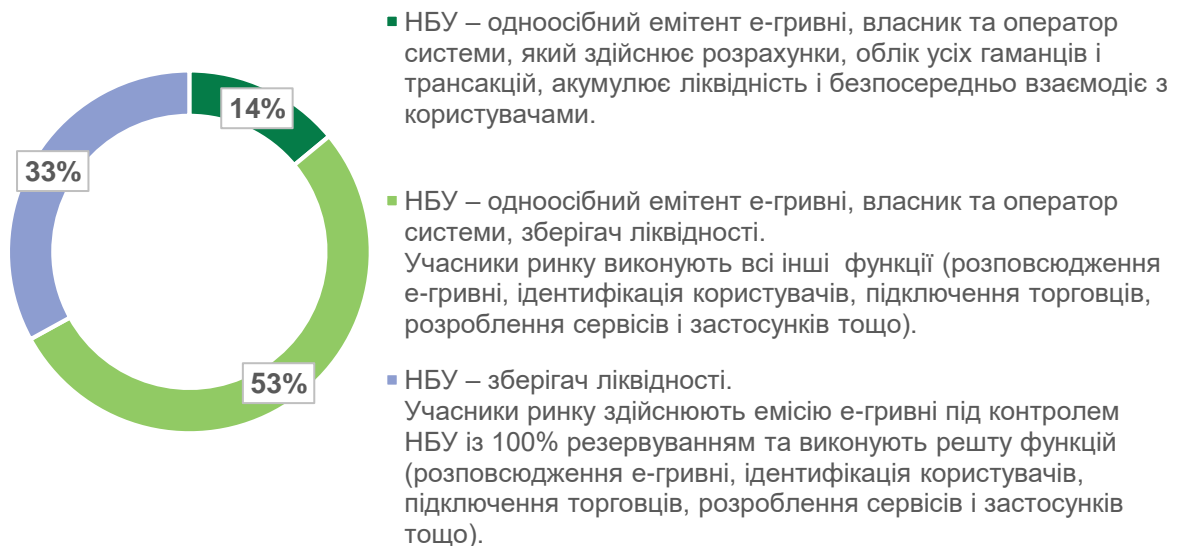 НБУ – одноосібний емітент е-гривні, власник та оператор
системи, який здійснює розрахунки, облік усіх гаманців і
трансакцій, акумулює ліквідність і безпосередньо взаємодіє з
користувачами.
14%
33%
НБУ – одноосібний емітент е-гривні, власник та оператор
системи, зберігач ліквідності.
Учасники ринку виконують всі інші функції (розповсюдження
е-гривні, ідентифікація користувачів, підключення торговців,
розроблення сервісів і застосунків тощо).
53%
НБУ – зберігач ліквідності.
Учасники ринку здійснюють емісію е-гривні під контролем
НБУ із 100% резервуванням та виконують решту функцій
(розповсюдження е-гривні, ідентифікація користувачів,
підключення торговців, розроблення сервісів і застосунків
тощо).